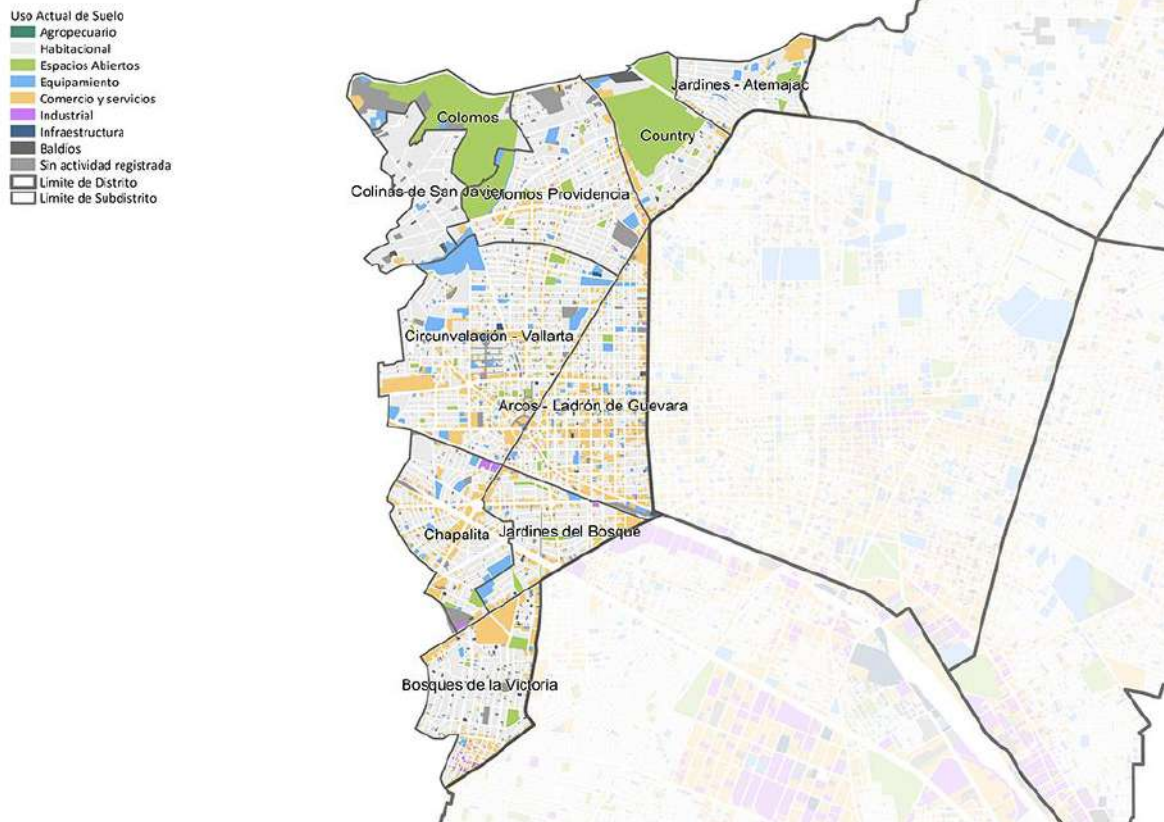 Uso Actual de Suelo
Agropecuario
Habitacional
Espacios Abiertos
Equipamiento
Comercio y servicios
Industrial
Infraestructura
Baldíos
Sin actividad registrada
Límite de Distrito
Límite de Subdistrito
Jardines - Atemajac
Colomos
Country
Colinas de San Javier
Colomos Providencia
Circunvalación - Vallarta
Arcos - Ladrón de Guevara
Chapalita
Jardines del Bosque
Bosques de la Victoria